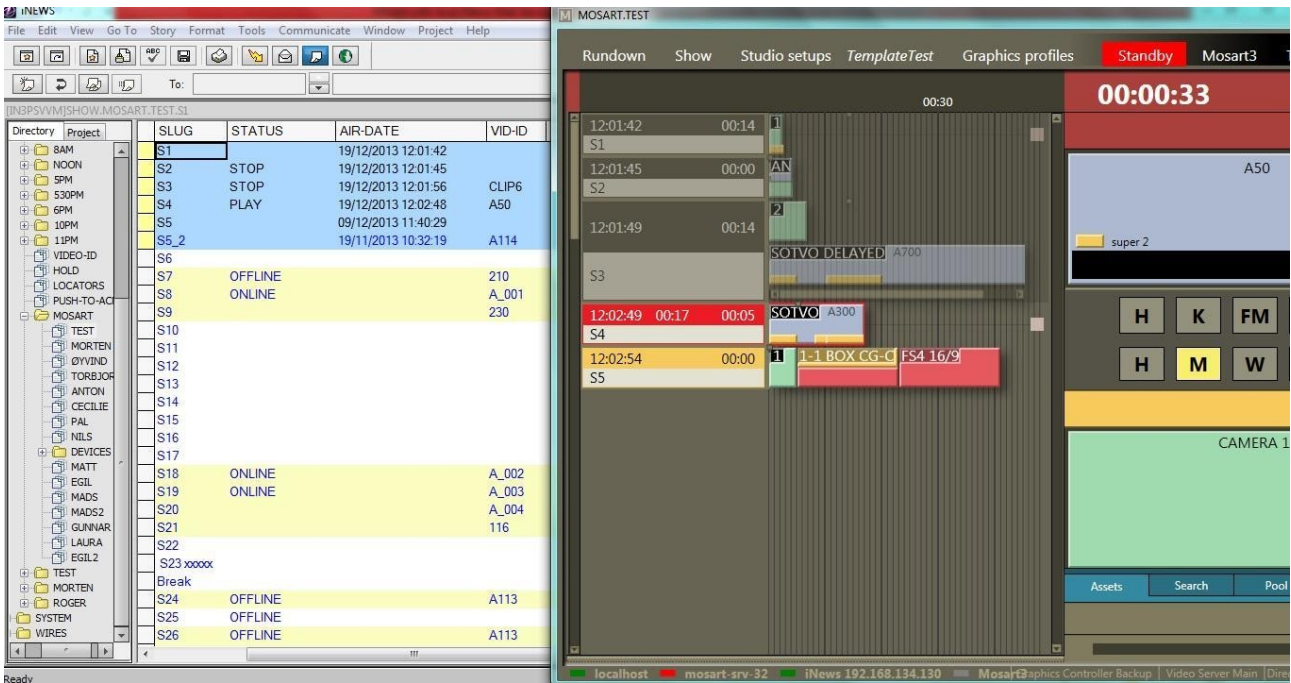 iNEWS
File Edit View Go To Story Format Tools Communicate Window Project Help
To:
[IN3PSVVM]SHOW.MOSART.TEST.S1
Directory Project
8AM
NOON
5PM
530PM
6PM
10PM
11PM
VIDEO-ID
HOLD
LOCATORS
PUSH-TO-ACT
MOSART
TEST
MORTEN
ØYVIND
TORBJOR
ANTON
CECILIE
PAL
NILS
DEVICES
MATT
EGIL
MADS
MADS2
GUNNAR
LAURA
EGIL2
TEST
MORTEN
ROGER
SYSTEM
WIRES
SLUG STATUS AIR-DATE VID-ID
S1 19/12/2013 12:01:42
S2 STOP 19/12/2013 12:01:45
S3 STOP 19/12/2013 12:01:56 CLIP6
S4 PLAY 19/12/2013 12:02:48 A50
S5 09/12/2013 11:40:29
S5_2 19/11/2013 10:32:19 A114
S6
S7 OFFLINE 210
S8 ONLINE A_001
S9 230
S10
S11
S12
S13
S14
S15
S16
S17
S18 ONLINE A_002
S19 ONLINE A_003
S20 A_004
S21 116
S22
S23 xxxxx
Break
S24 OFFLINE A113
S25 OFFLINE
S26 OFFLINE A113
Ready
M MOSART.TEST
Rundown Show Studio setups TemplateTest Graphics profiles Standby Mosart3
00:30
00:00:33
12:01:42 00:14 1
S1
12:01:45 00:00 AN
S2
12:01:49 00:14 2
SOTVO DELAYED A700
S3
12:02:49 00:17 00:05 SOTVO A300
S4
12:02:54 00:00 1 1-1 BOX CG-C FS4 16/9
S5
A50
super 2
H K FM
H M W
CAMERA 1
Assets Search Pool
localhost mosart-srv-32 iNews 192.168.134.130 Mosart3 Graphics Controller Backup | Video Server Main